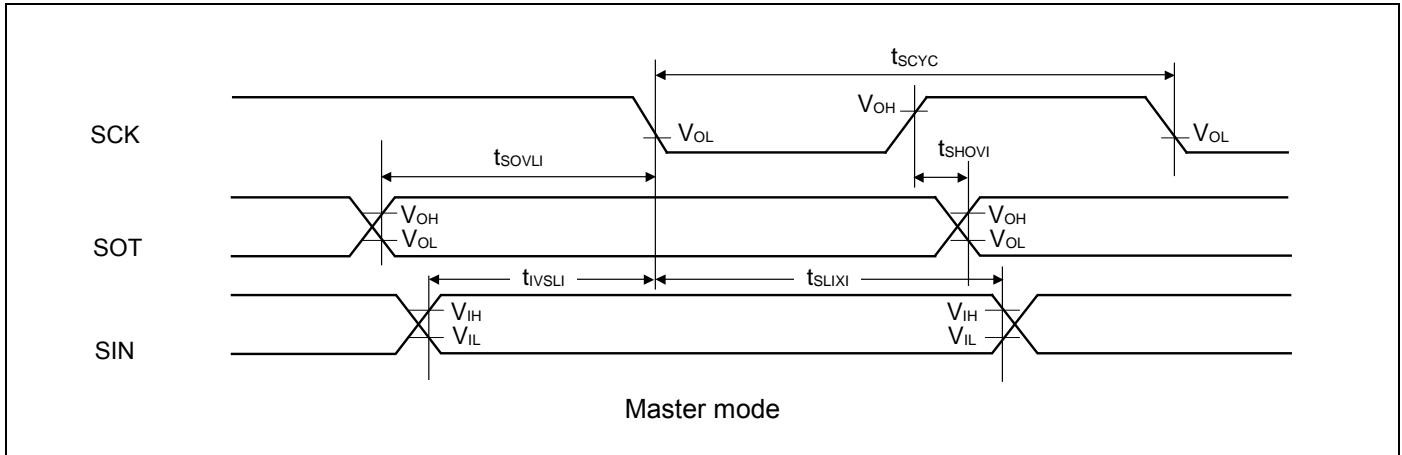 tSCYC
SCK
VOH
VOL
VOL
tSOVLI
tSHOVI
SOT
VOH
VOL
VOH
VOL
tIVSLI
tSLIXI
SIN
VIH
VIL
VIH
VIL
Master mode